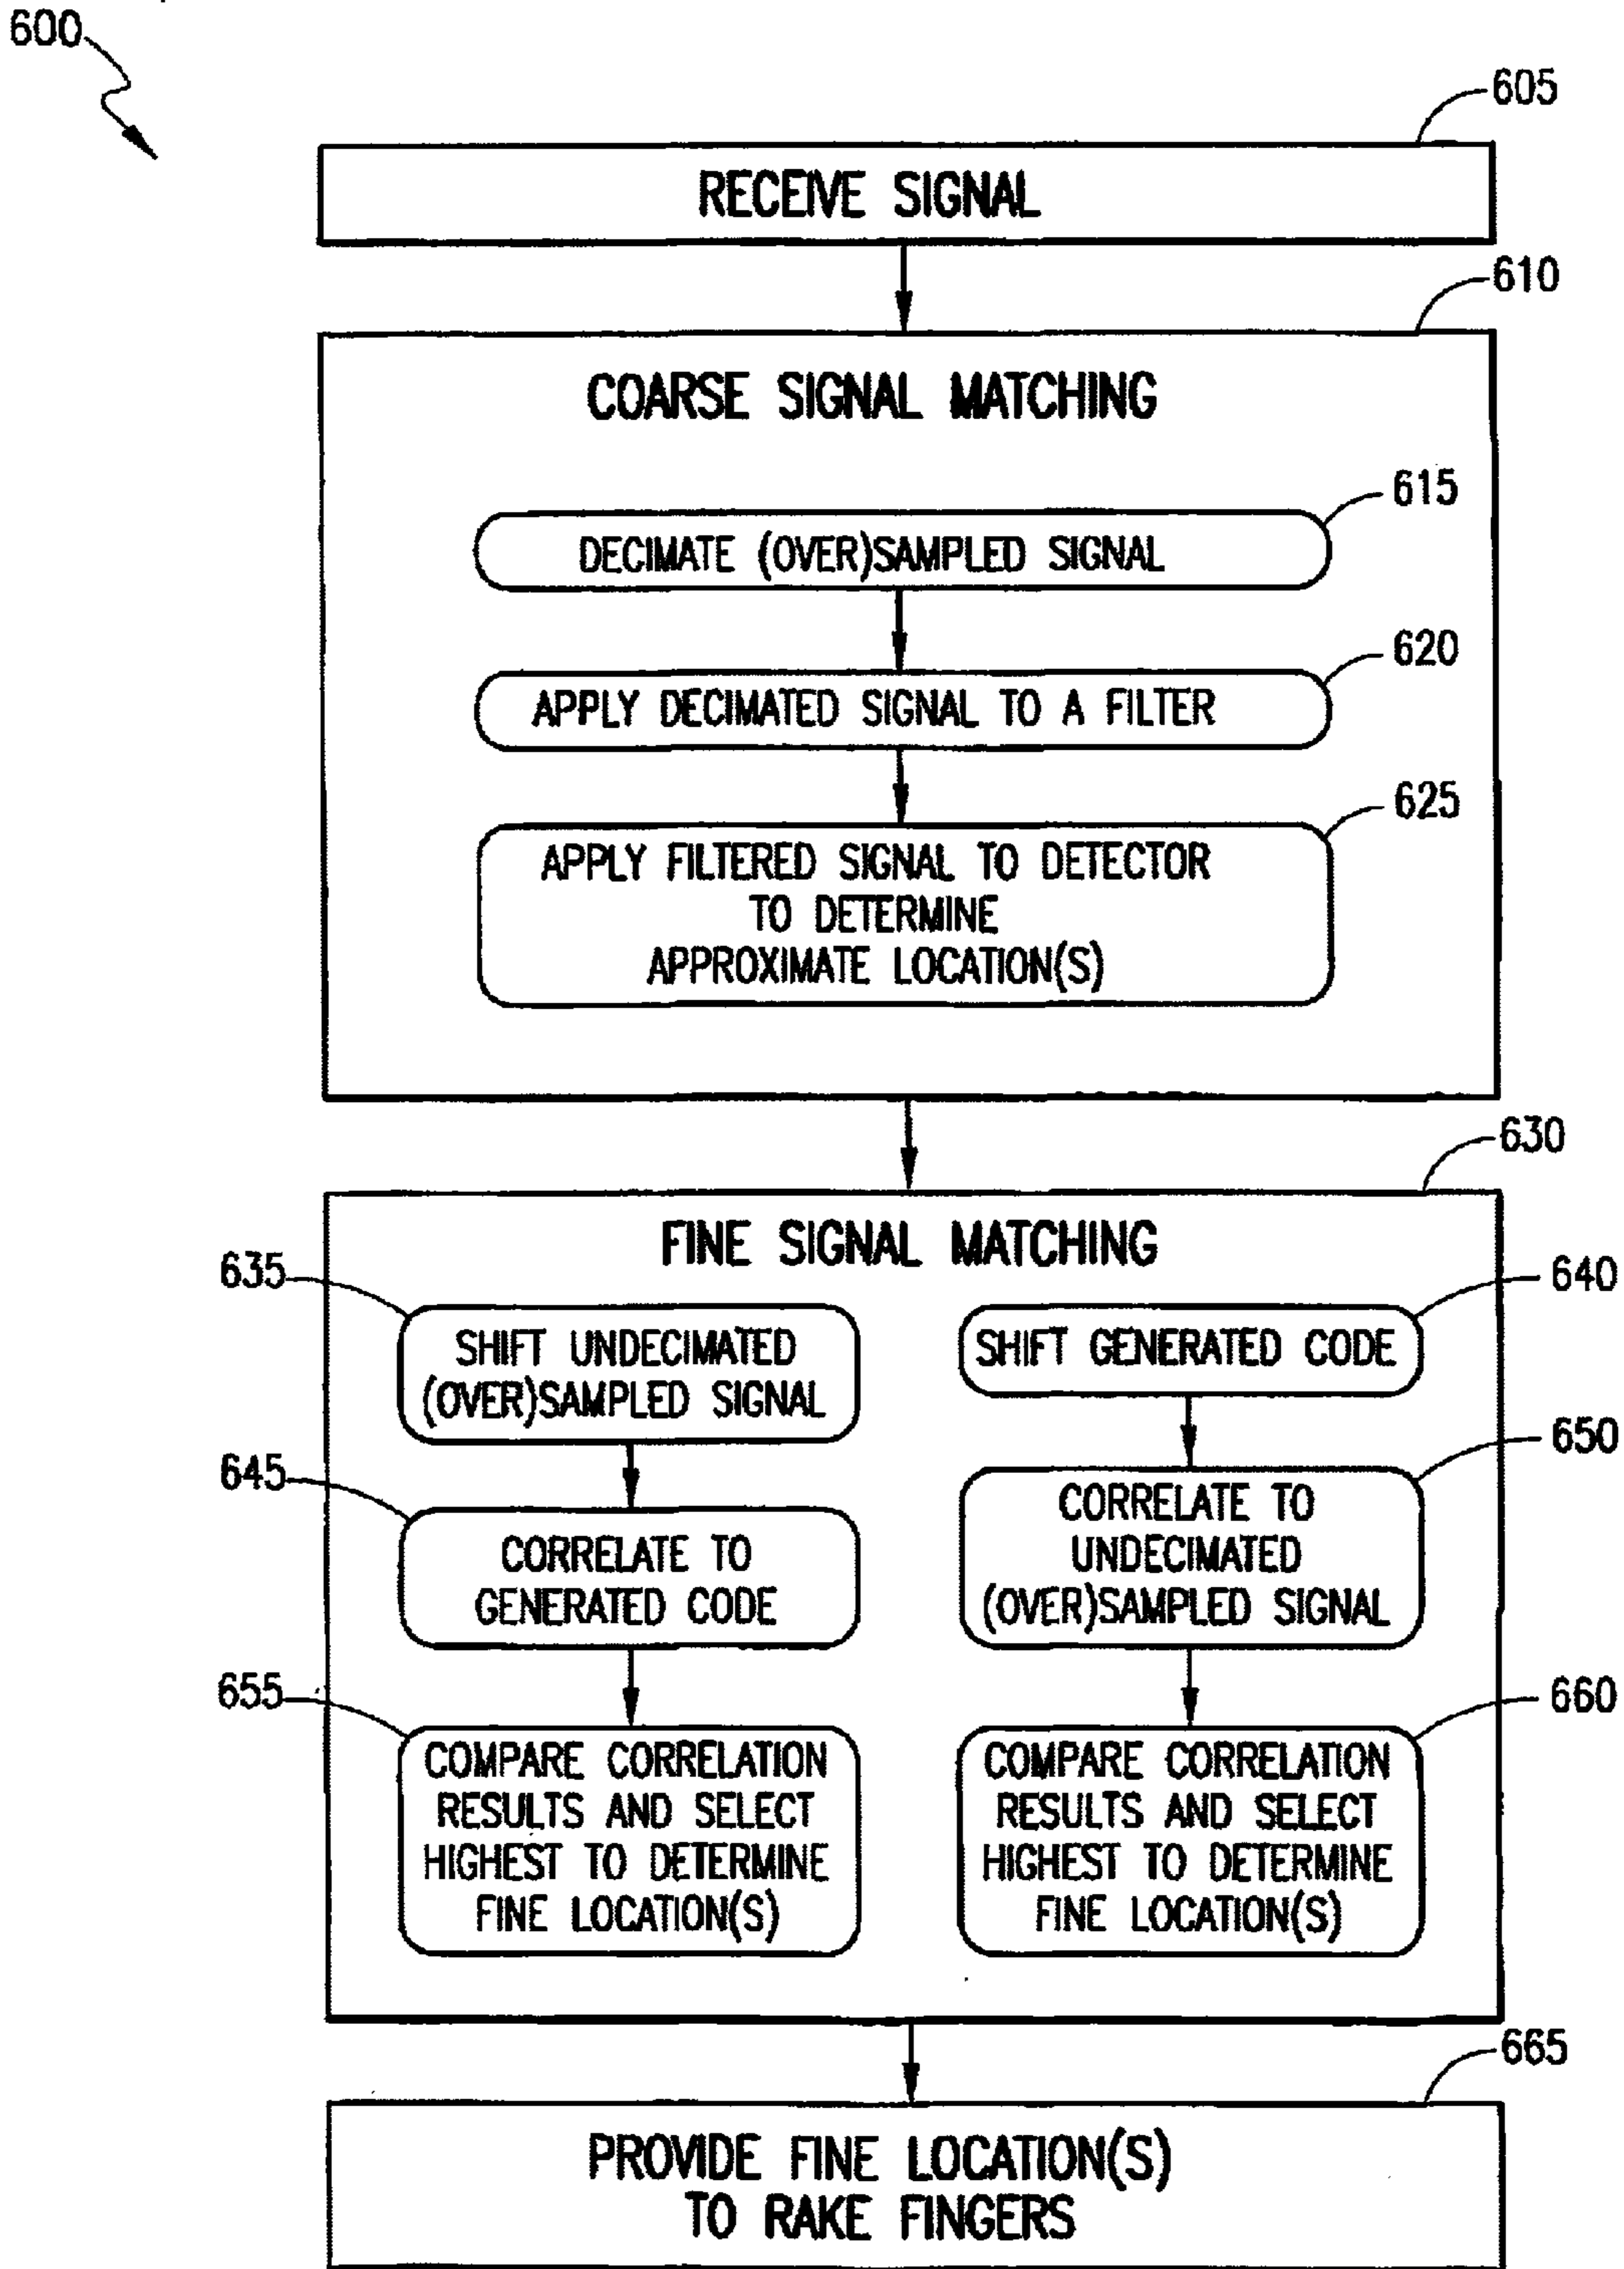 600
605
RECEIVE SIGNAL
610
COARSE SIGNAL MATCHING
615
DECIMATE (OVER)SAMPLED SIGNAL
620
APPLY DECIMATED SIGNAL TO A FILTER
625
APPLY FILTERED SIGNAL TO DETECTOR
TO DETERMINE
APPROXIMATE LOCATION(S)
630
FINE SIGNAL MATCHING
635
SHIFT UNDECIMATED
(OVER)SAMPLED SIGNAL
640
SHIFT GENERATED CODE
645
CORRELATE TO
GENERATED CODE
650
CORRELATE TO
UNDECIMATED
(OVER)SAMPLED SIGNAL
655
COMPARE CORRELATION
RESULTS AND SELECT
HIGHEST TO DETERMINE
FINE LOCATION(S)
660
COMPARE CORRELATION
RESULTS AND SELECT
HIGHEST TO DETERMINE
FINE LOCATION(S)
665
PROVIDE FINE LOCATION(S)
TO RAKE FINGERS